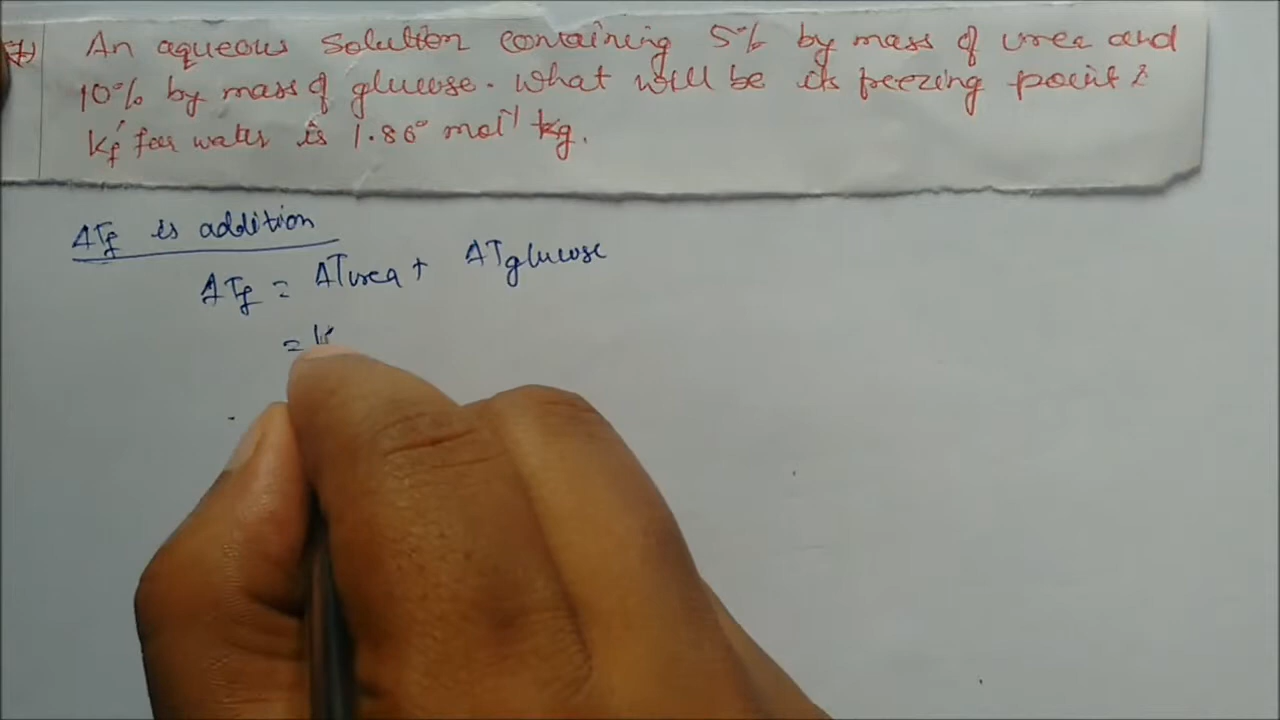 7) An aqueous solution containing 5% by mass of urea and
10% by mass of glucose. What will be its freezing point?
Kf' for water is 1.86° mol⁻¹ kg.
ΔTf is addition
ΔTf = ΔTurea + ΔTglucose
= K